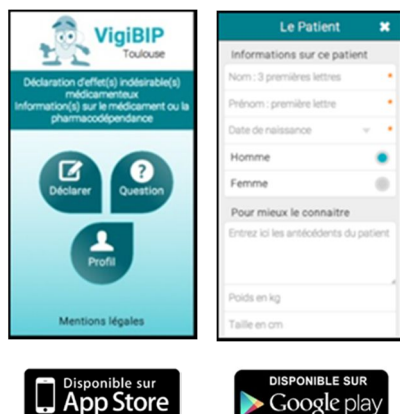 VigiBIP
Toulouse
Déclaration d'effet(s) indésirable(s)
médicamenteux
Information(s) sur le médicament ou la
pharmacodépendance
Déclarer
Question
Profil
Mentions légales
Le Patient
Informations sur ce patient
Nom : 3 premières lettres
Prénom : première lettre
Date de naissance
Homme
Femme
Pour mieux le connaitre
Entrez ici les antécédents du patient
Poids en kg
Taille en cm
Disponible sur
App Store
DISPONIBLE SUR
Google play